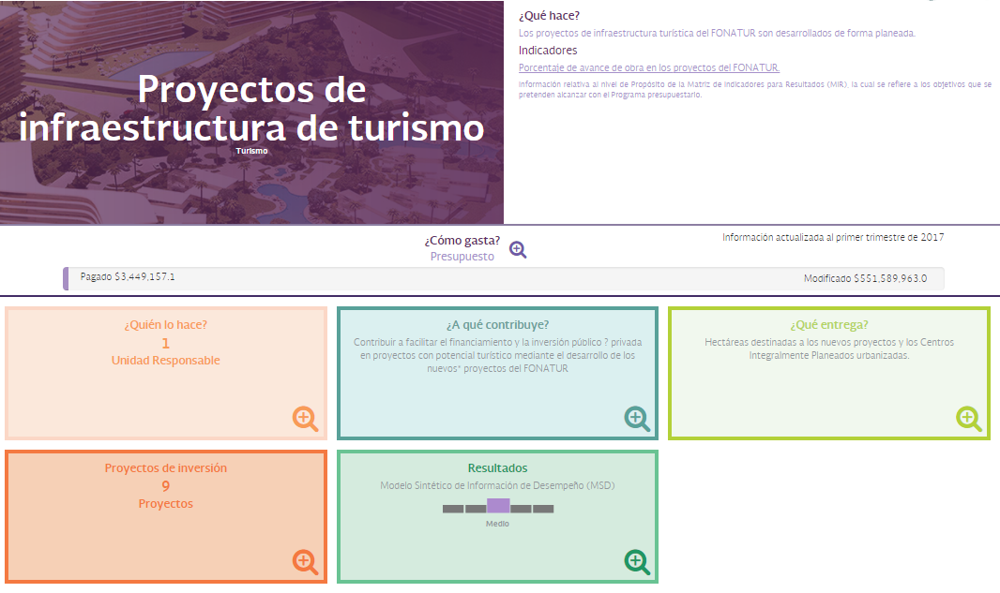 Proyectos de
infraestructura de turismo
Turismo
¿Qué hace?
Los proyectos de infraestructura turística del FONATUR son desarrollados de forma planeada.
Indicadores
Porcentaje de avance de obra en los proyectos del FONATUR.
Información relativa al nivel de Propósito de la Matriz de Indicadores para Resultados (MIR), la cual se refiere a los objetivos que se
pretenden alcanzar con el Programa presupuestario.
¿Cómo gasta?
Presupuesto
Información actualizada al primer trimestre de 2017
Pagado $3,449,157.1
Modificado $551,589,963.0
¿Quién lo hace?
1
Unidad Responsable
¿A qué contribuye?
Contribuir a facilitar el financiamiento y la inversión público ? privada
en proyectos con potencial turístico mediante el desarrollo de los
nuevos* proyectos del FONATUR
¿Qué entrega?
Hectáreas destinadas a los nuevos proyectos y los Centros
Integralmente Planeados urbanizadas.
Proyectos de inversión
9
Proyectos
Resultados
Modelo Sintético de Información de Desempeño (MSD)
Medio